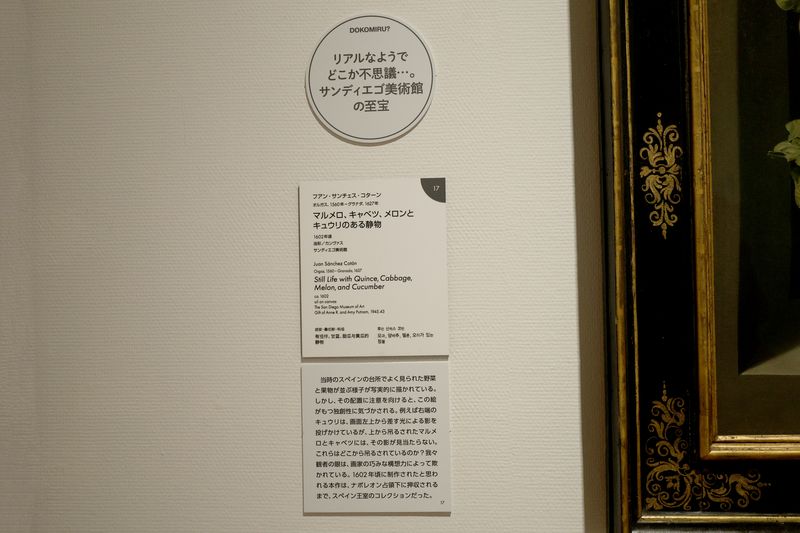 DOKOMIRU?
リアルなようで
どこか不思議…。
サンディエゴ美術館
の至宝
17
フアン・サンチェス・コターン
オルガス、1560年－グラナダ、1627年
マルメロ、キャベツ、メロンと
キュウリのある静物
1602年頃
油彩／カンヴァス
サンディエゴ美術館
Juan Sánchez Cotán
Orgaz, 1560—Granada, 1627
Still Life with Quince, Cabbage,
Melon, and Cucumber
ca. 1602
oil on canvas
The San Diego Museum of Art
Gift of Anne R. and Amy Putnam, 1945.43
당시
当時のスペインの台所でよく見られた野菜
と果物が並ぶ様子が写実的に描かれている。
しかし、その配置に注意を向けると、この絵
がもつ独創性に気づかされる。例えば右端の
キュウリは、画面左上から差す光による影を
投げかけているが、上から吊るされたマルメ
ロとキャベツには、その影が見当たらない。
これらはどこから吊るされているのか？我々
観者の眼は、画家の巧みな構想力によって欺
かれている。1602年頃に制作されたと思わ
れる本作は、ナポレオン占領下に押収される
まで、スペイン王室のコレクションだった。
17